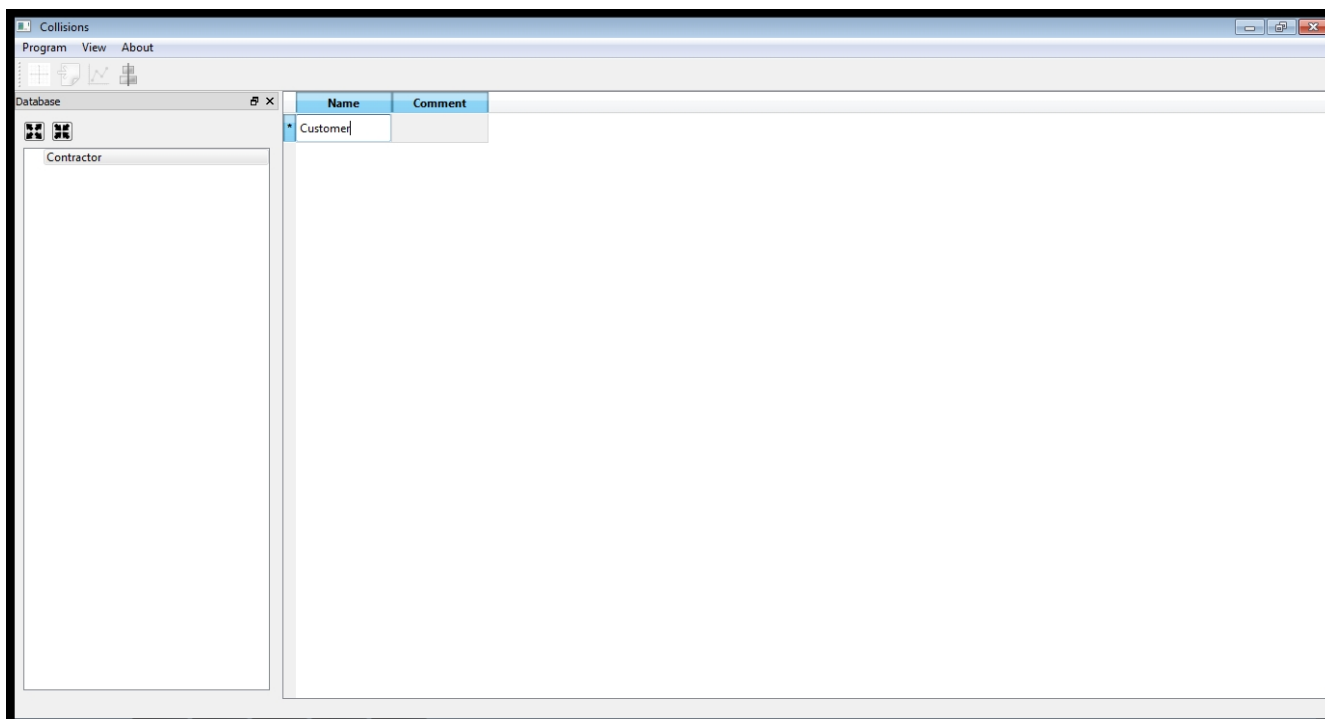 Collisions
Program View About
Database
Name Comment
* Customer
Contractor